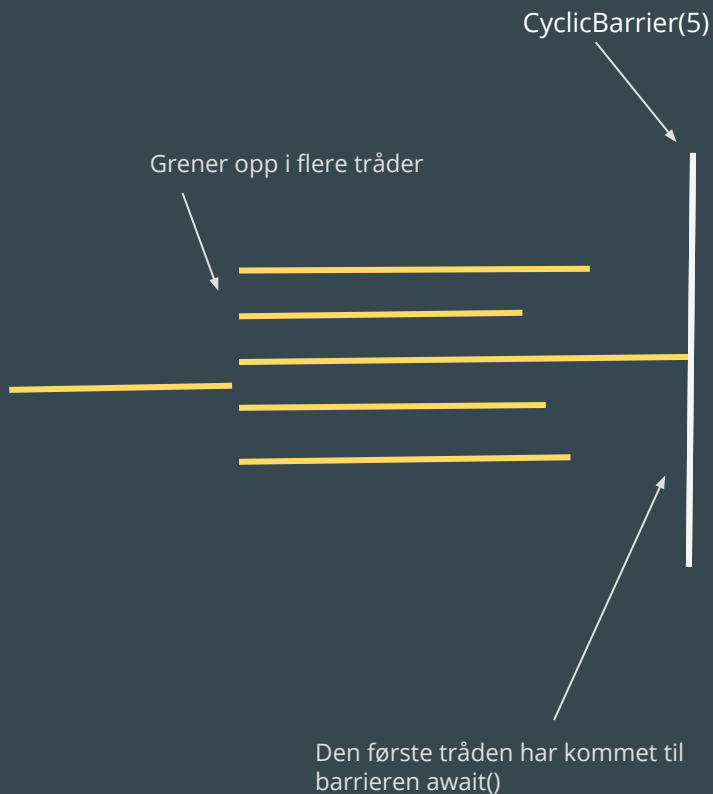 CyclicBarrier(5)
Grener opp i flere tråder
Den første tråden har kommet til
barrieren await()